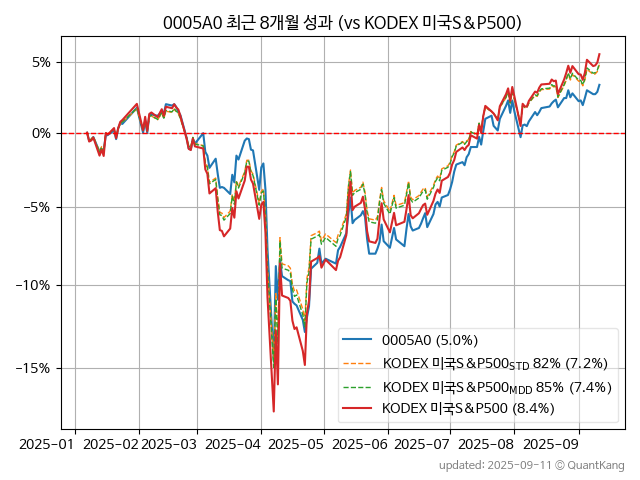 0005A0 최근 8개월 성과 (vs KODEX 미국S&P500)
5%
0%
−5%
−10%
−15%
0005A0 (5.0%)
KODEX 미국S&P500STD 82% (7.2%)
KODEX 미국S&P500MDD 85% (7.4%)
KODEX 미국S&P500 (8.4%)
2025-01 2025-02 2025-03 2025-04 2025-05 2025-06 2025-07 2025-08 2025-09
updated: 2025-09-11 © QuantKang